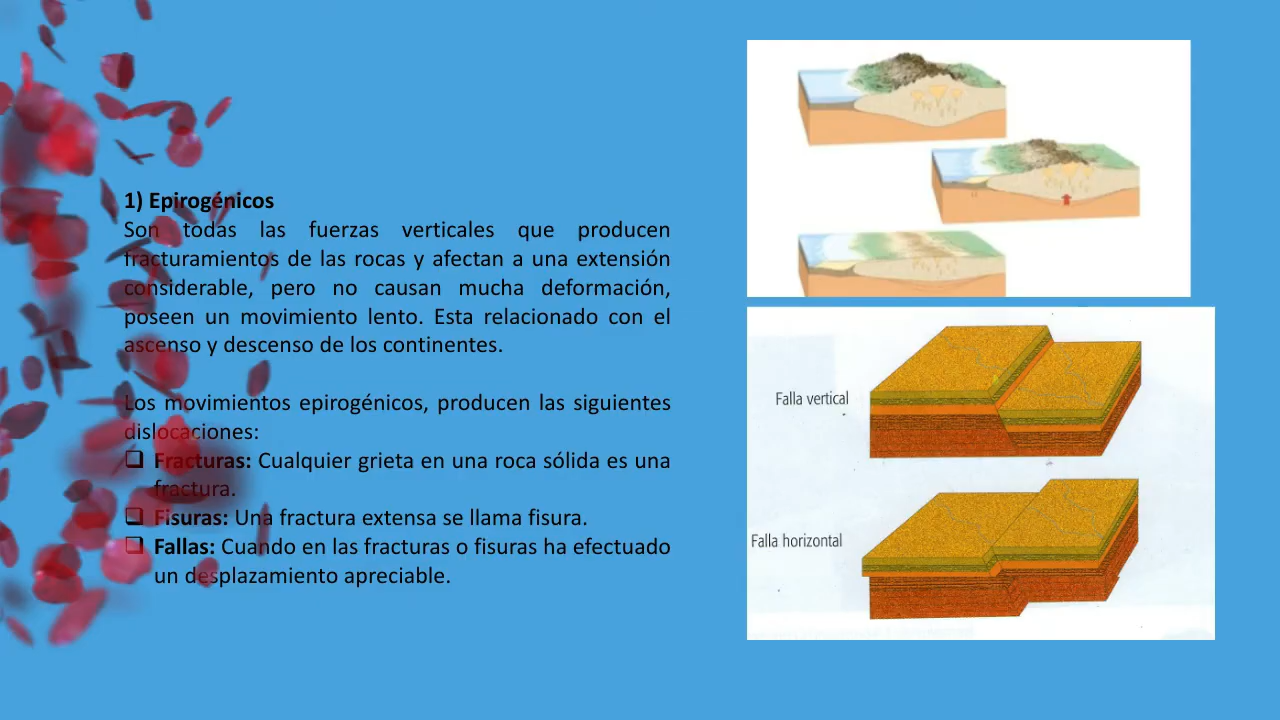 1) Epirogénicos
Son todas las fuerzas verticales que producen
fracturamientos de las rocas y afectan a una extensión
considerable, pero no causan mucha deformación,
poseen un movimiento lento. Esta relacionado con el
ascenso y descenso de los continentes.
Los movimientos epirogénicos, producen las siguientes
dislocaciones:
❑ Fracturas: Cualquier grieta en una roca sólida es una
fractura.
❑ Fisuras: Una fractura extensa se llama fisura.
❑ Fallas: Cuando en las fracturas o fisuras ha efectuado
un desplazamiento apreciable.
Falla vertical
Falla horizontal